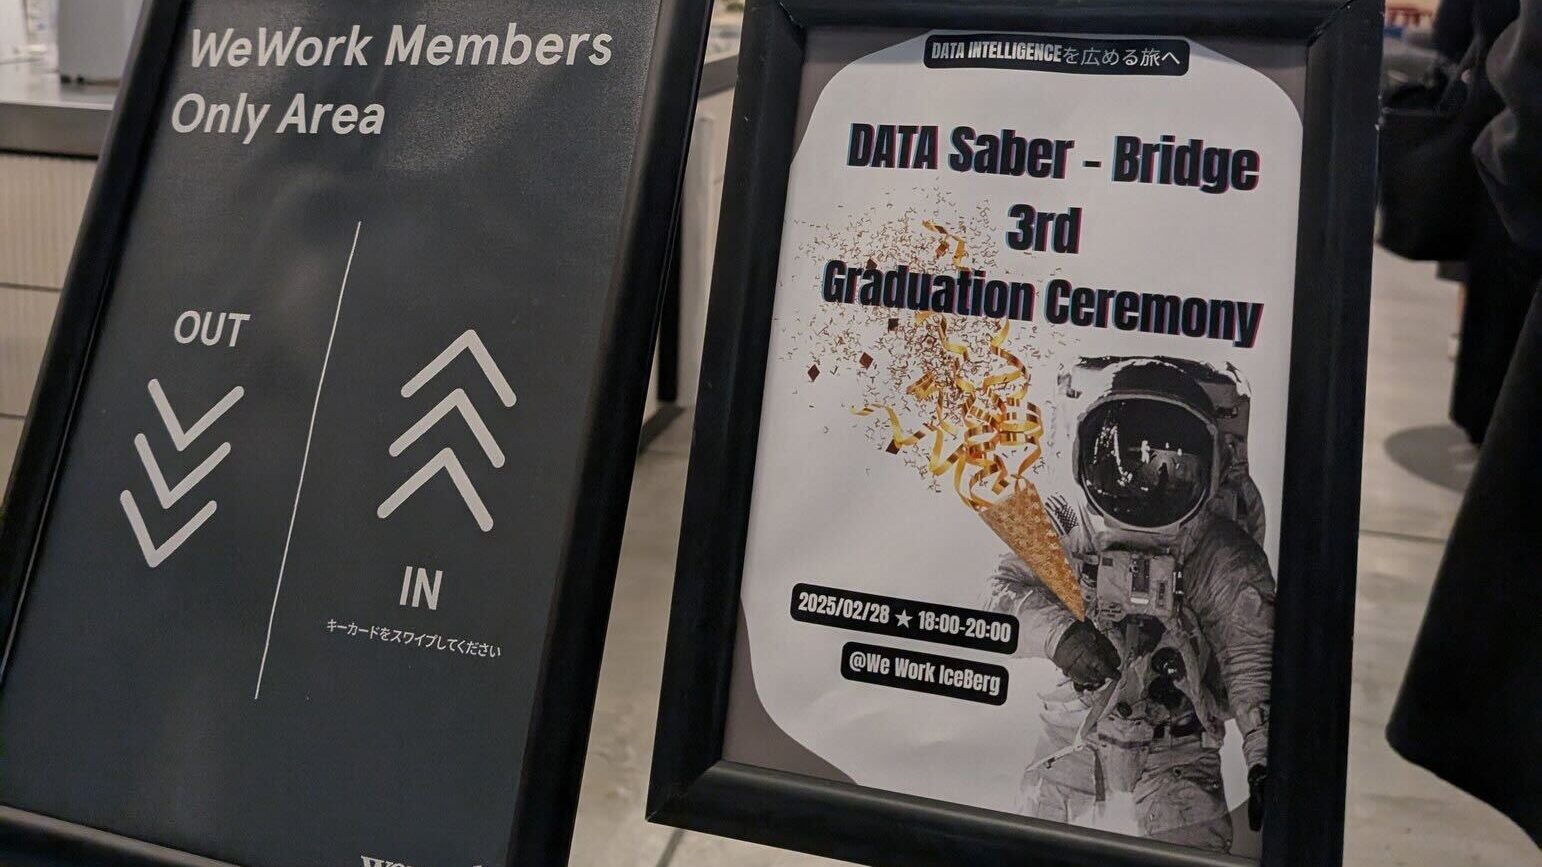 WeWork Members
Only Area
OUT
IN
キーカードをスワイプしてください
DATA INTELLIGENCEを広める旅へ
DATA Saber - Bridge
3rd
Graduation Ceremony
2025/02/28 ★ 18:00-20:00
@We Work IceBerg